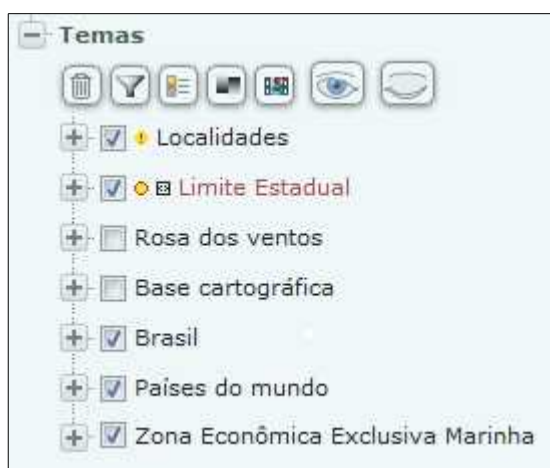 Temas
Localidades
Limite Estadual
Rosa dos ventos
Base cartográfica
Brasil
Países do mundo
Zona Econômica Exclusiva Marinha